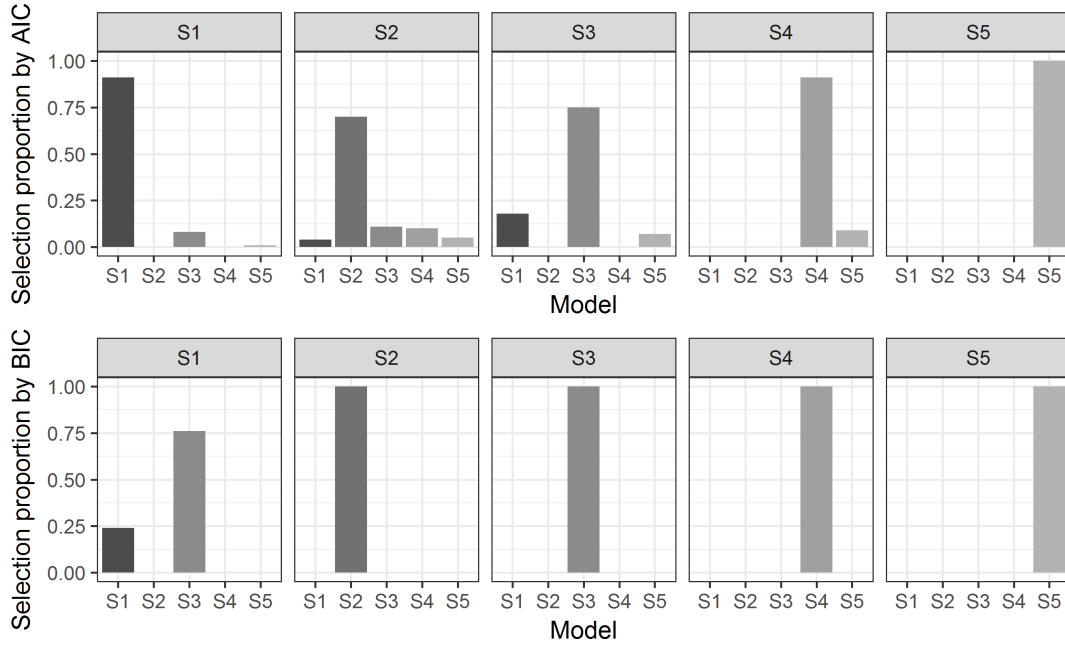 Selection proportion by AIC
S1 S2 S3 S4 S5
1.00
0.75
0.50
0.25
0.00
S1 S2 S3 S4 S5 S1 S2 S3 S4 S5 S1 S2 S3 S4 S5 S1 S2 S3 S4 S5 S1 S2 S3 S4 S5
Model
Selection proportion by BIC
S1 S2 S3 S4 S5
1.00
0.75
0.50
0.25
0.00
S1 S2 S3 S4 S5 S1 S2 S3 S4 S5 S1 S2 S3 S4 S5 S1 S2 S3 S4 S5 S1 S2 S3 S4 S5
Model